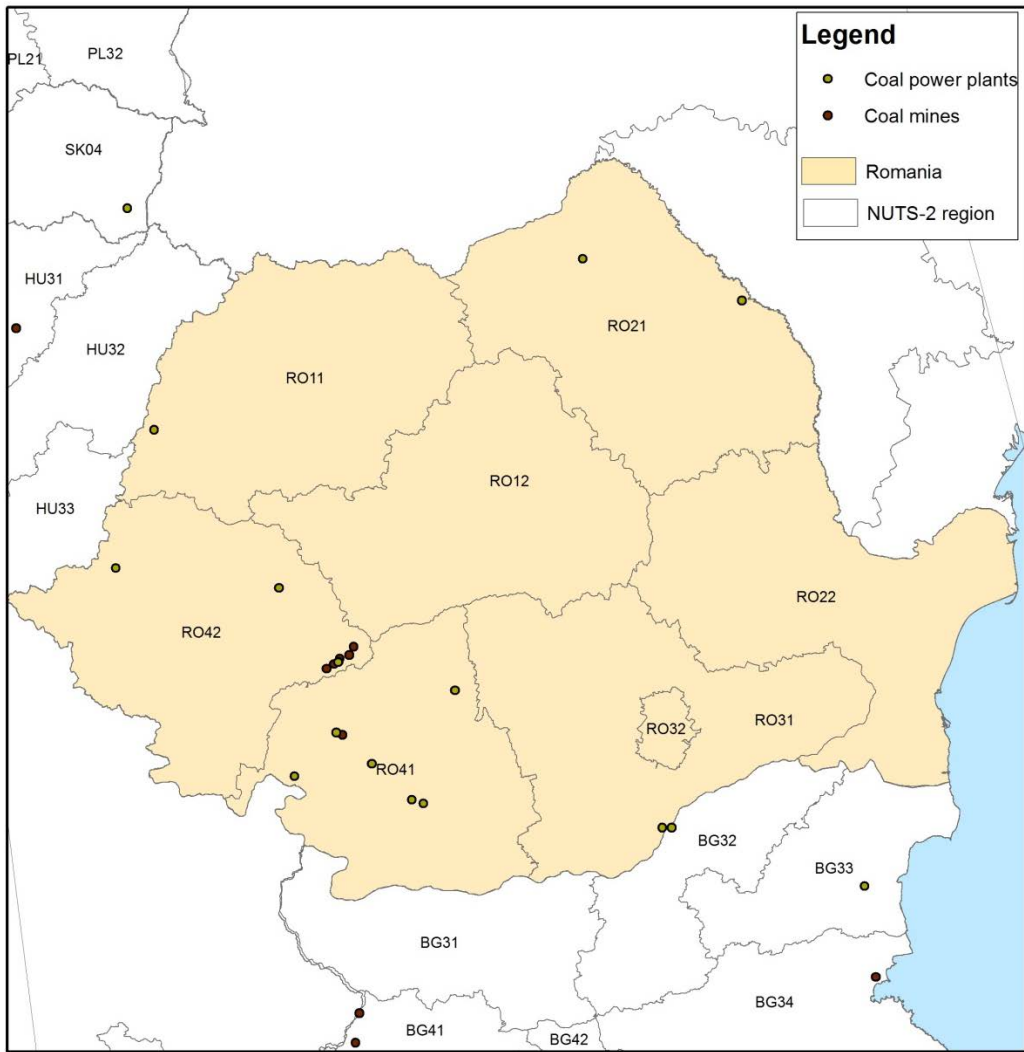 Legend
Coal power plants
Coal mines
Romania
NUTS-2 region
PL21
PL32
SK04
HU31
HU32
RO21
RO11
RO12
HU33
RO22
RO42
RO32
RO31
RO41
BG32
BG33
BG31
BG34
BG41
BG42